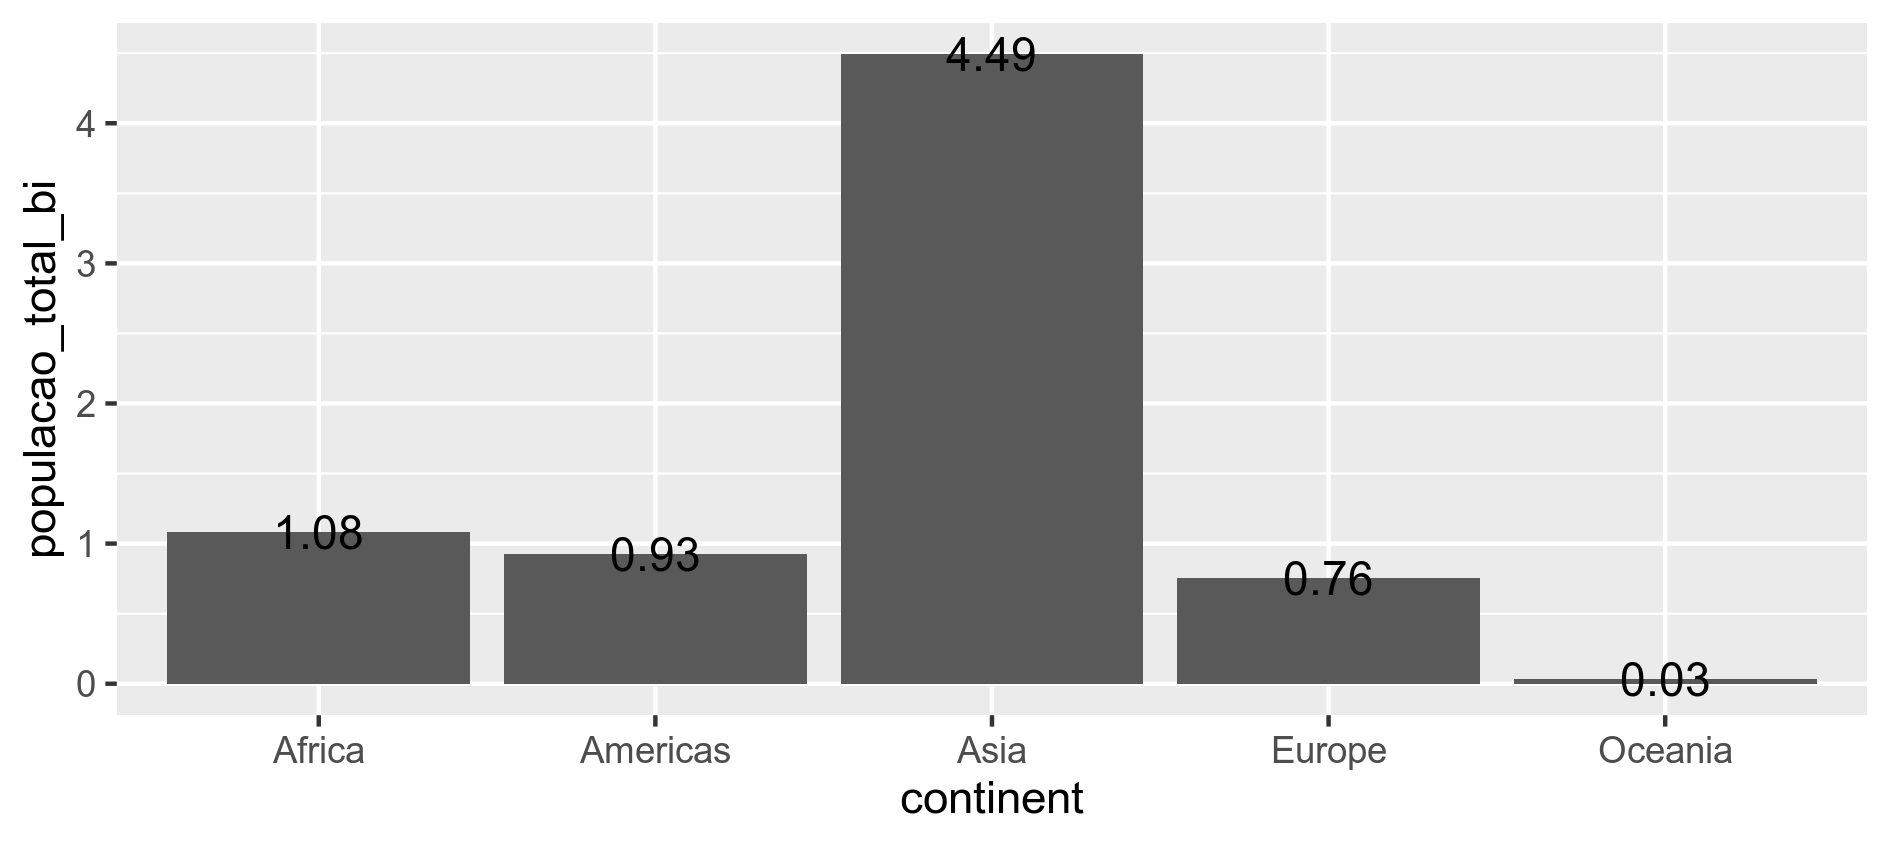 populacao_total_bi
4
3
2
1
0
4.49
1.08
0.93
0.76
0.03
Africa
Americas
Asia
Europe
Oceania
continent